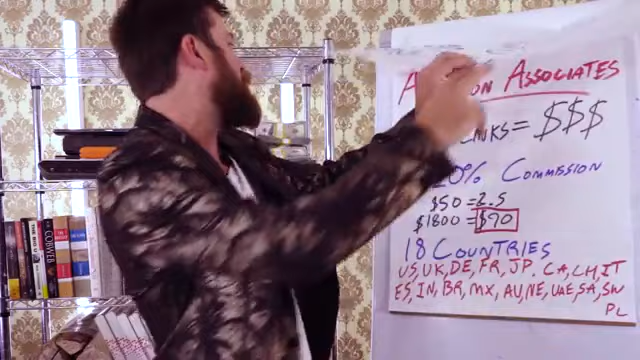 ASSOCIATES
= $$$
COMMISSION
$50 = 2.5
$1800 = $90
18 COUNTRIES
US, UK, DE, FR, JP. CA, CH, IT
ES, IN, BR, MX, AU, NE, UAE, SA, SW
PL
COBWEB